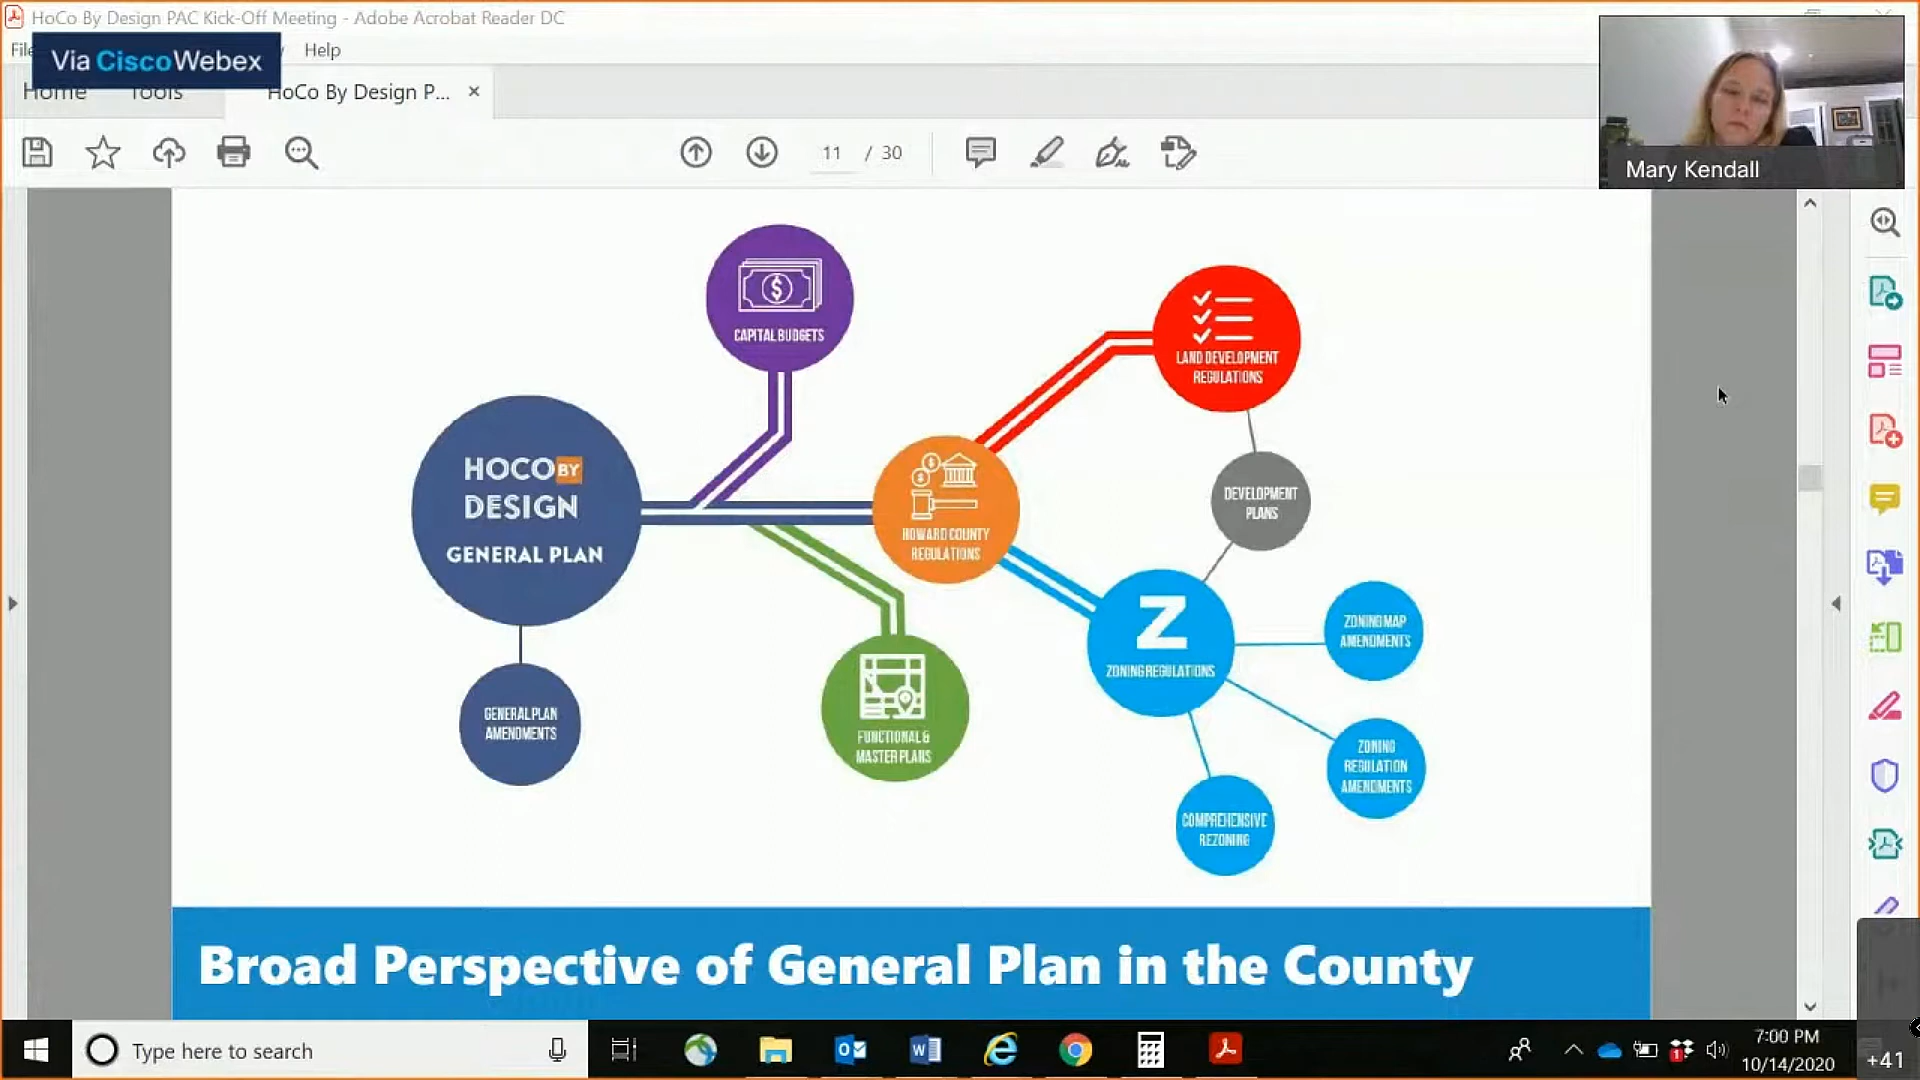 HoCo By Design PAC Kick-Off Meeting - Adobe Acrobat Reader DC
Help
Via CiscoWebex
Home Tools HoCo By Design P... ×
11 / 30
Mary Kendall
CAPITAL BUDGETS
LAND DEVELOPMENT
REGULATIONS
HOCO BY
DESIGN
GENERAL PLAN
HOWARD COUNTY
REGULATIONS
DEVELOPMENT
PLANS
Z
ZONING REGULATIONS
ZONING MAP
AMENDMENTS
GENERAL PLAN
AMENDMENTS
FUNCTIONAL &
MASTER PLANS
ZONING
REGULATION
AMENDMENTS
COMPREHENSIVE
REZONING
Broad Perspective of General Plan in the County
Type here to search
7:00 PM
10/14/2020
+41